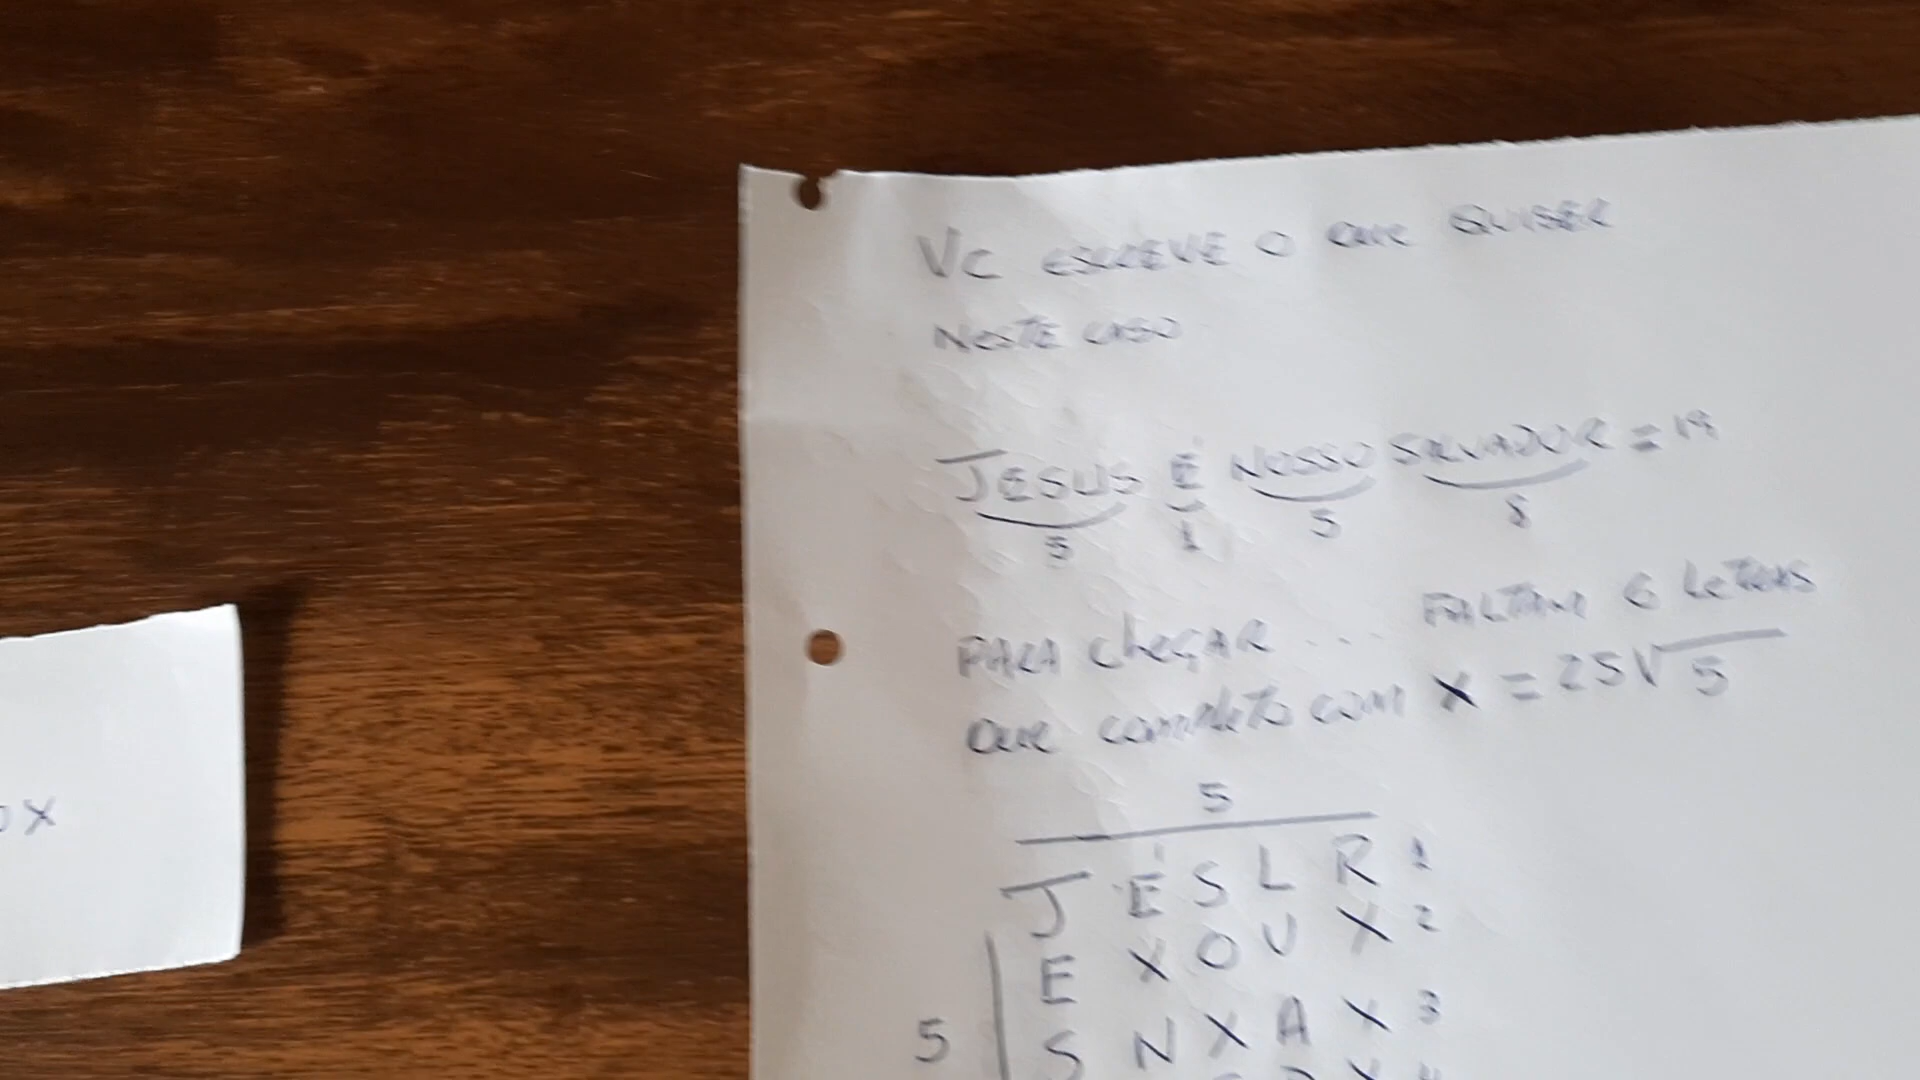 Vc ESCREVE O QUE QUISER
NESTE CASO
JESUS É NOSSO SALVADOR = 19
5 1 5 8
PARA CHEGAR ... FALTAM 6 LETRAS
QUE COMPLETO COM X = 25√5
5
J É S L R 1
E X O V X 2
OX
S N X A X 3
5